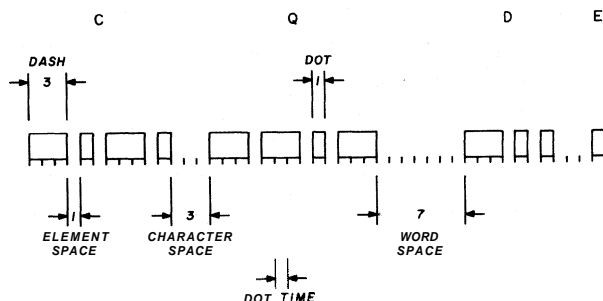 C Q D E
DASH DOT
3 1
1 3 7
ELEMENT SPACE
CHARACTER SPACE
WORD SPACE
DOT TIME